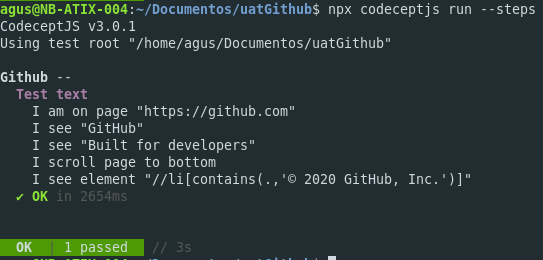 agus@NB-ATIX-004:~/Documentos/uatGithub$ npx codeceptjs run --steps
CodeceptJS v3.0.1
Using test root "/home/agus/Documentos/uatGithub"
Github --
Test text
I am on page "https://github.com"
I see "GitHub"
I see "Built for developers"
I scroll page to bottom
I see element "//li[contains(.,'© 2020 GitHub, Inc.')]"
✔ OK in 2654ms
OK | 1 passed // 3s